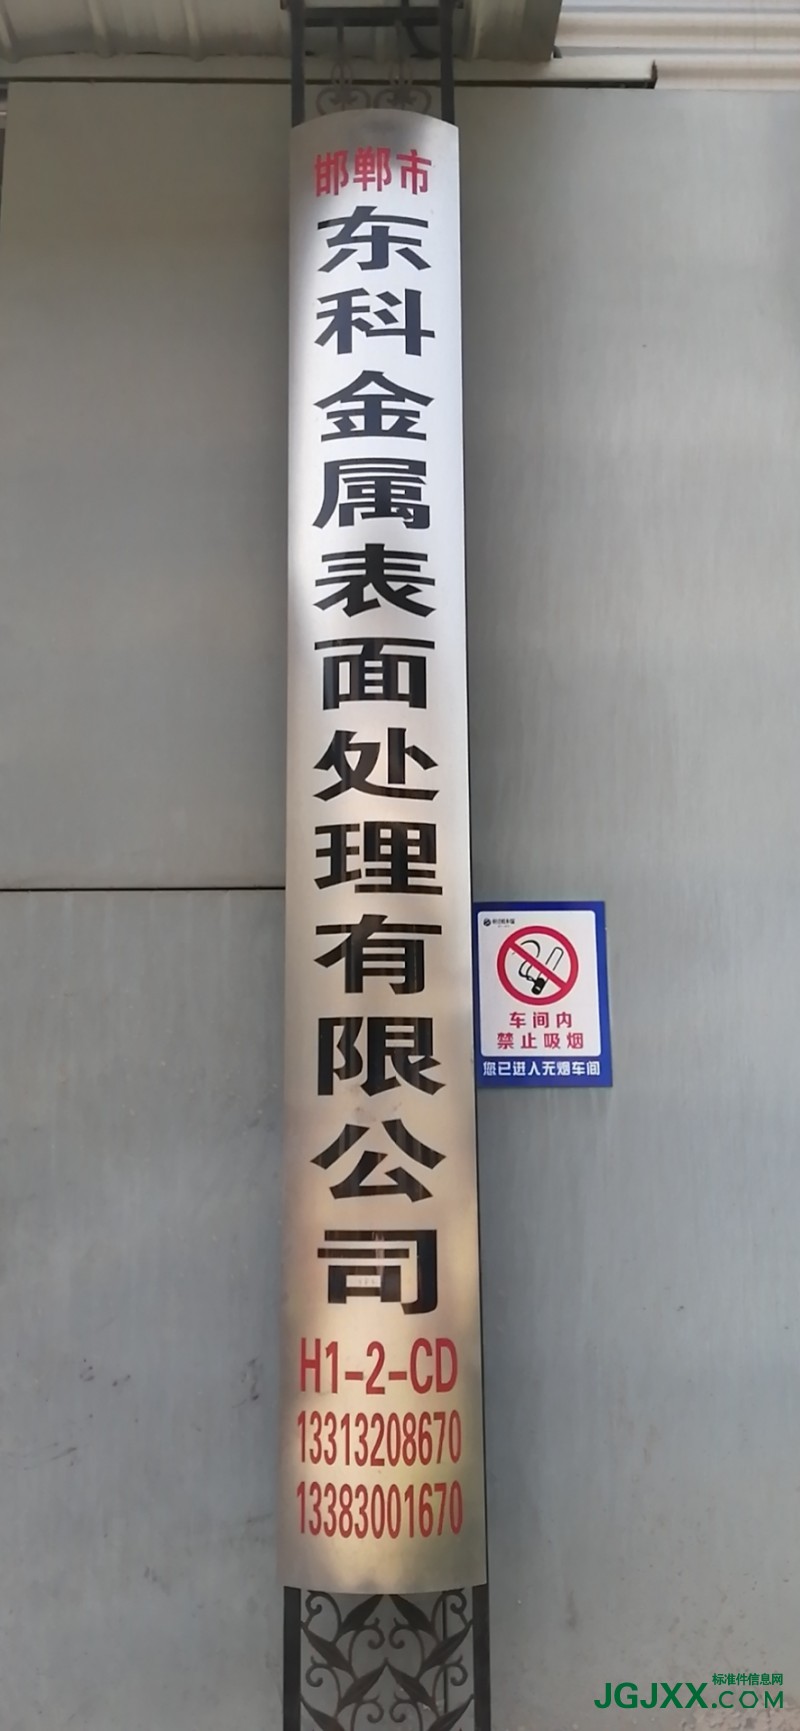 邯郸市
东科金属表面处理有限公司
H1-2-CD
13313208670
13383001670
车间内
禁止吸烟
您已进入无烟车间
标准件信息网
JGJXX.COM